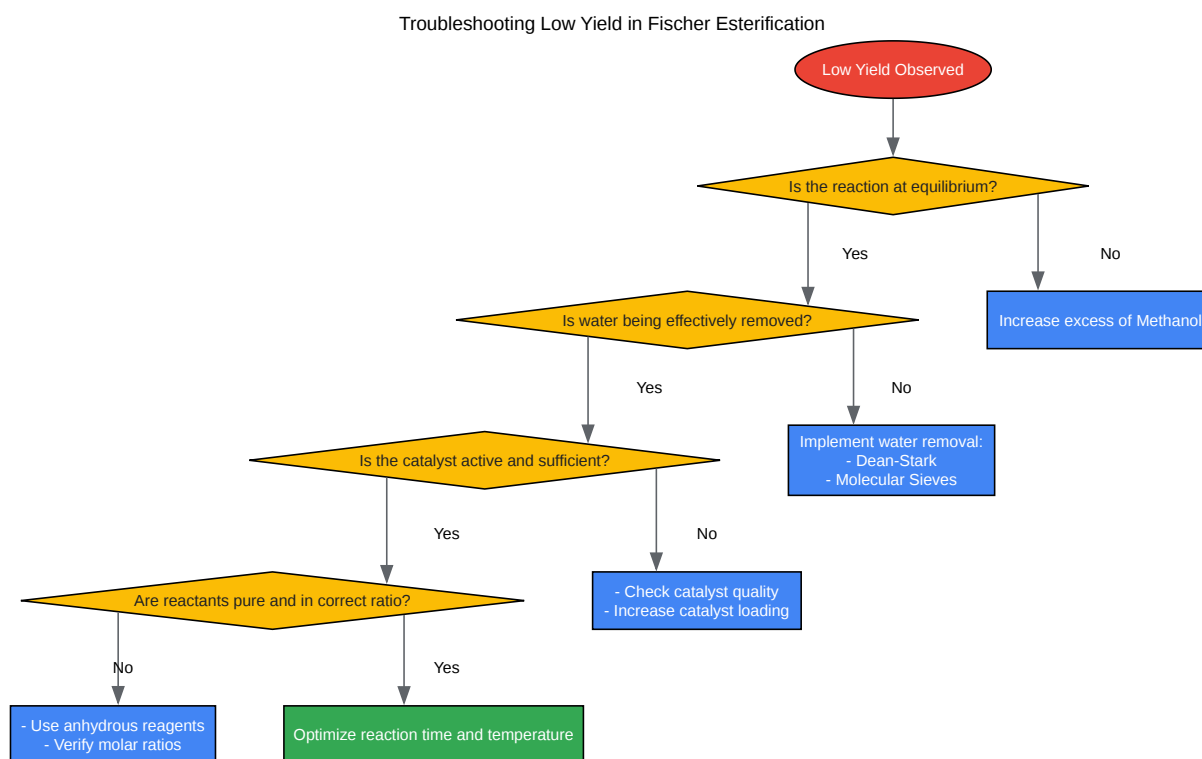 Troubleshooting Low Yield in Fischer Esterification
Low Yield Observed
Is the reaction at equilibrium?
Yes
No
Is water being effectively removed?
Increase excess of Methanol
Yes
No
Implement water removal:
- Dean-Stark
- Molecular Sieves
Is the catalyst active and sufficient?
Yes
No
- Check catalyst quality
- Increase catalyst loading
Are reactants pure and in correct ratio?
No
Yes
- Use anhydrous reagents
- Verify molar ratios
Optimize reaction time and temperature